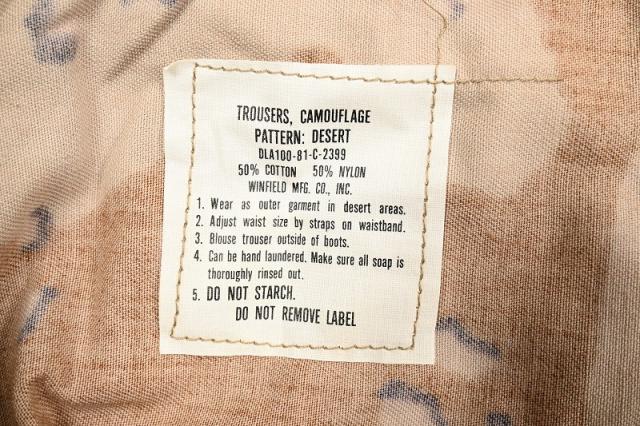 TROUSERS, CAMOUFLAGE
PATTERN: DESERT
DLA100-81-C-2399
50% COTTON 50% NYLON
WINFIELD MFG. CO., INC.
1. Wear as outer garment in desert areas.
2. Adjust waist size by straps on waistband.
3. Blouse trouser outside of boots.
4. Can be hand laundered. Make sure all soap is
thoroughly rinsed out.
5. DO NOT STARCH.
DO NOT REMOVE LABEL